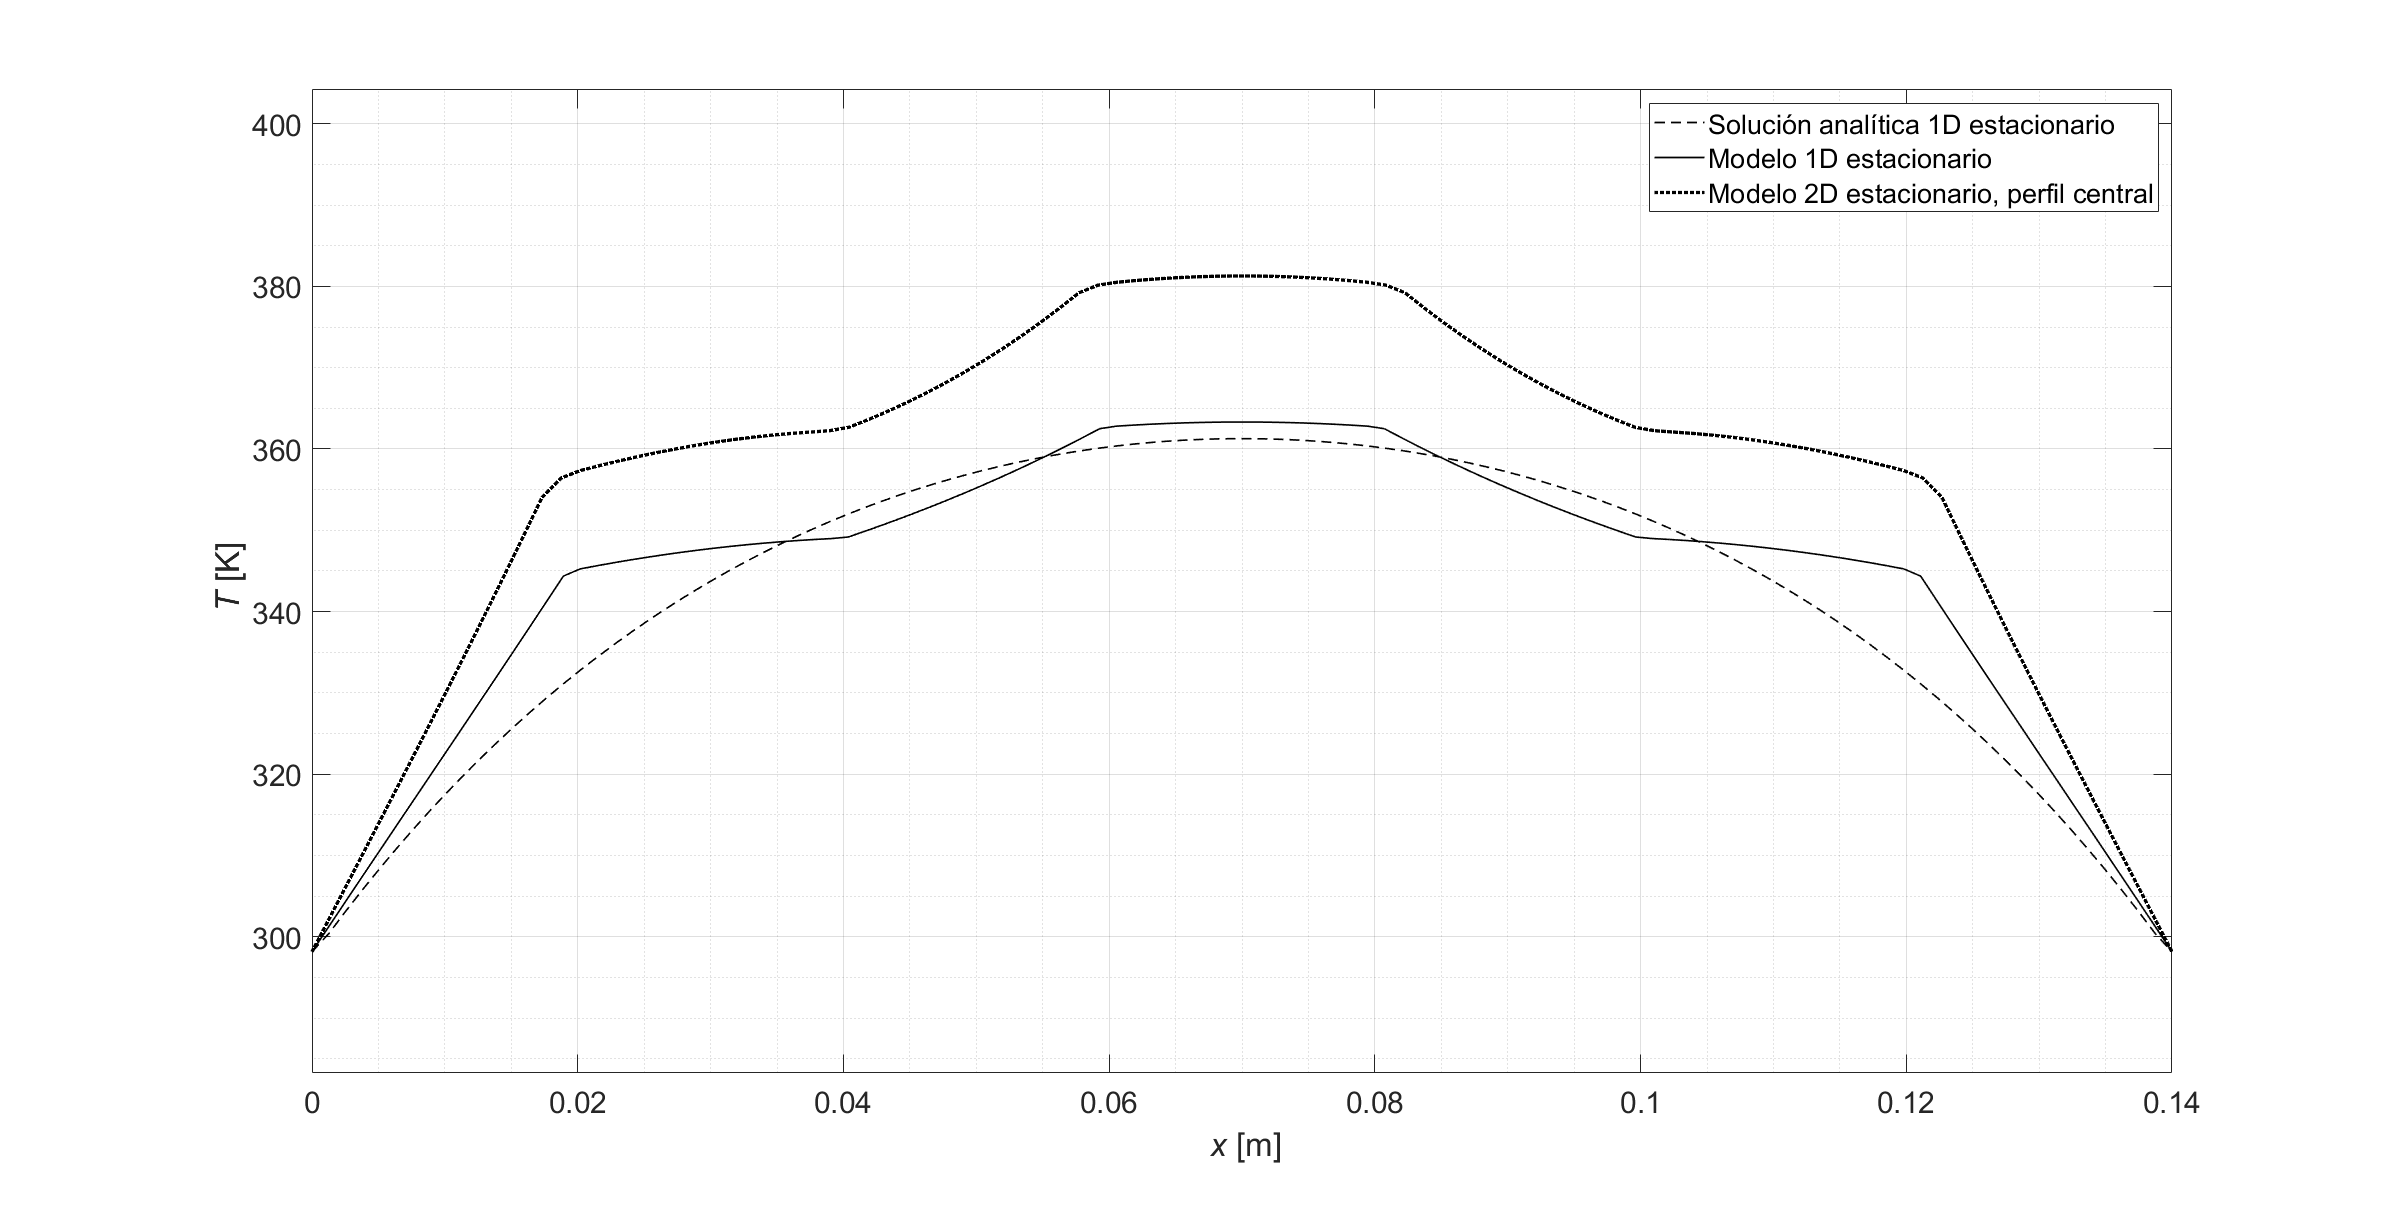 Solución analítica 1D estacionario
Modelo 1D estacionario
Modelo 2D estacionario, perfil central
400
380
360
340
320
300
T [K]
0 0.02 0.04 0.06 0.08 0.1 0.12 0.14
x [m]